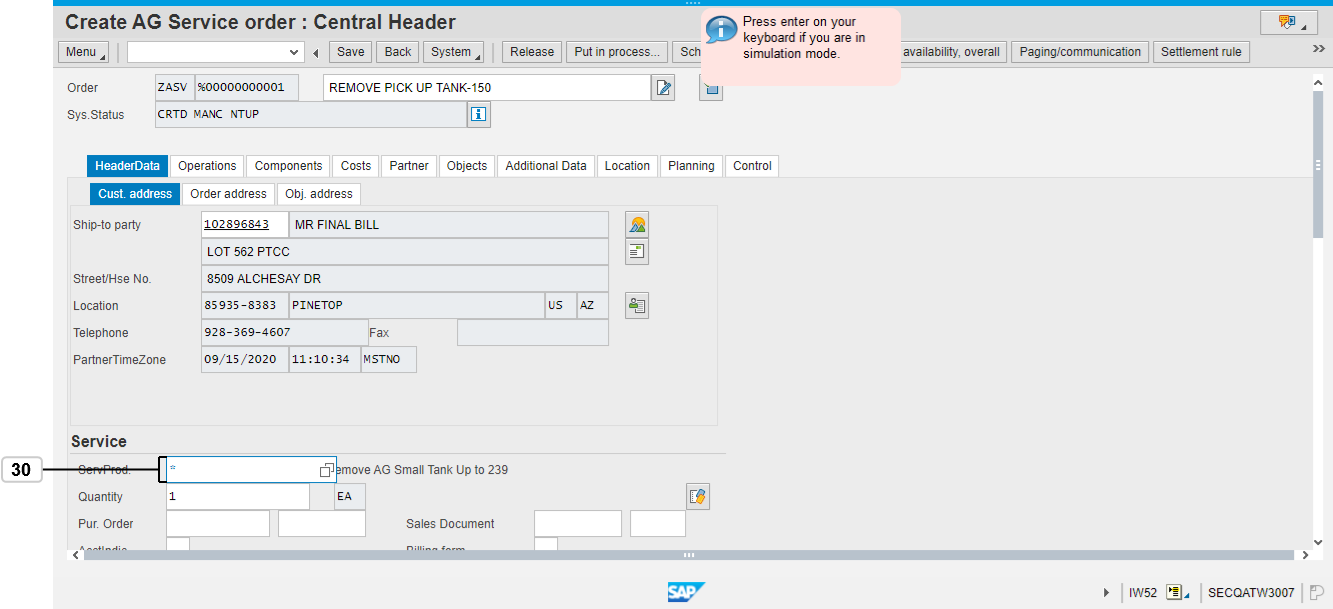 Create AG Service order : Central Header
Press enter on your
keyboard if you are in
simulation mode.
Menu Save Back System Release Put in process... Sch availability, overall Paging/communication Settlement rule
Order ZASV %00000000001 REMOVE PICK UP TANK-150
Sys.Status CRTD MANC NTUP
HeaderData Operations Components Costs Partner Objects Additional Data Location Planning Control
Cust. address Order address Obj. address
Ship-to party 102896843 MR FINAL BILL
LOT 562 PTCC
Street/Hse No. 8509 ALCHESAY DR
Location 85935-8383 PINETOP US AZ
Telephone 928-369-4607 Fax
PartnerTimeZone 09/15/2020 11:10:34 MSTNO
Service
30 ServProd. * emove AG Small Tank Up to 239
Quantity 1 EA
Pur. Order Sales Document
AcctIndic Billing form
SAP IW52 SECQATW3007